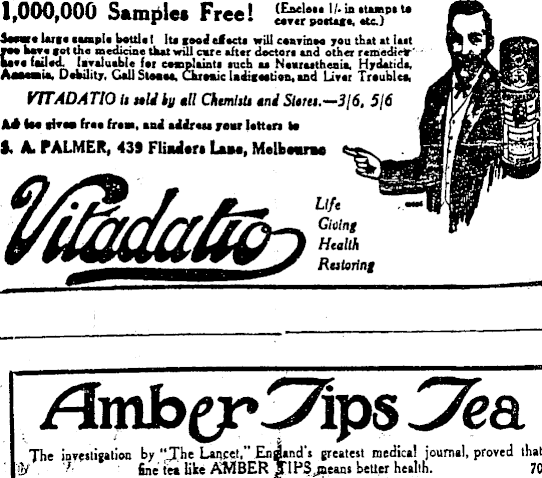 1,000,000 Samples Free! (Enclose 1/- in stamps to
cover postage, etc.)
Secure large sample bottle! Its good effects will convince you that at last
you have got the medicine that will cure after doctors and other remedies
have failed. Invaluable for complaints such as Neurasthenia, Hydatids,
Anæmia, Debility, Gall Stones, Chronic Indigestion, and Liver Troubles,
VITADATIO is sold by all Chemists and Stores.—3/6, 5/6
given free from, and address your letters to
S. A. PALMER, 439 Flinders Lane, Melbourne
Vitadatio
Life
Giving
Health
Restoring
Amber Tips Tea
The investigation by "The Lancet," England's greatest medical journal, proved that
fine tea like AMBER TIPS means better health. 70